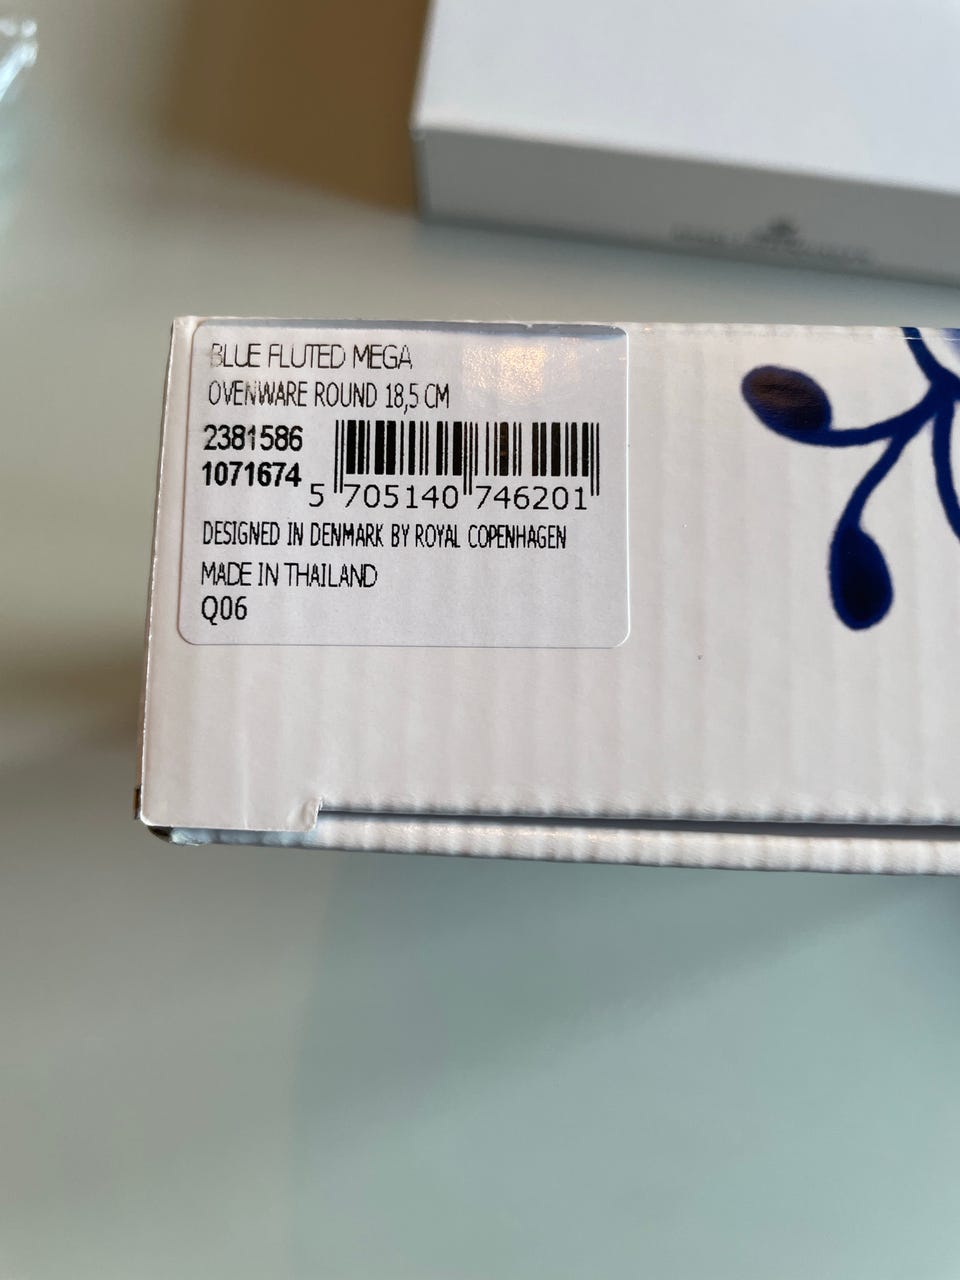 BLUE FLUTED MEGA
OVENWARE ROUND 18,5 CM
2381586
1071674
5 705140 746201
DESIGNED IN DENMARK BY ROYAL COPENHAGEN
MADE IN THAILAND
Q06